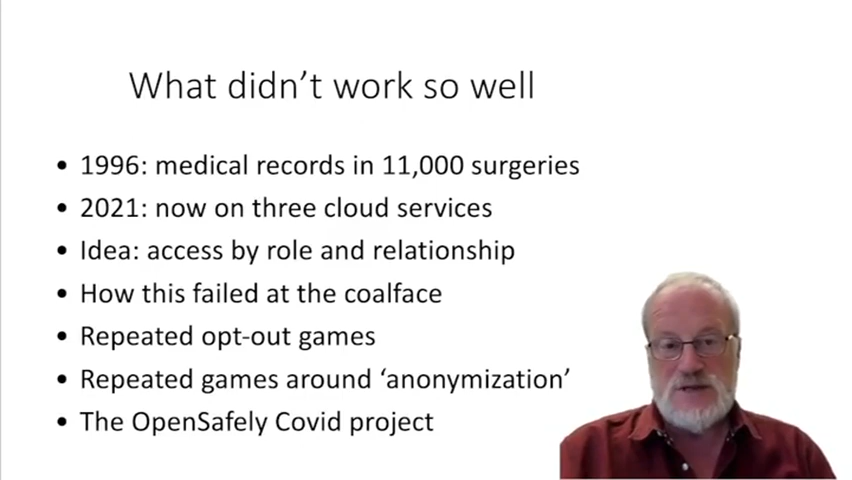 What didn’t work so well
• 1996: medical records in 11,000 surgeries
• 2021: now on three cloud services
• Idea: access by role and relationship
• How this failed at the coalface
• Repeated opt-out games
• Repeated games around ‘anonymization’
• The OpenSafely Covid project